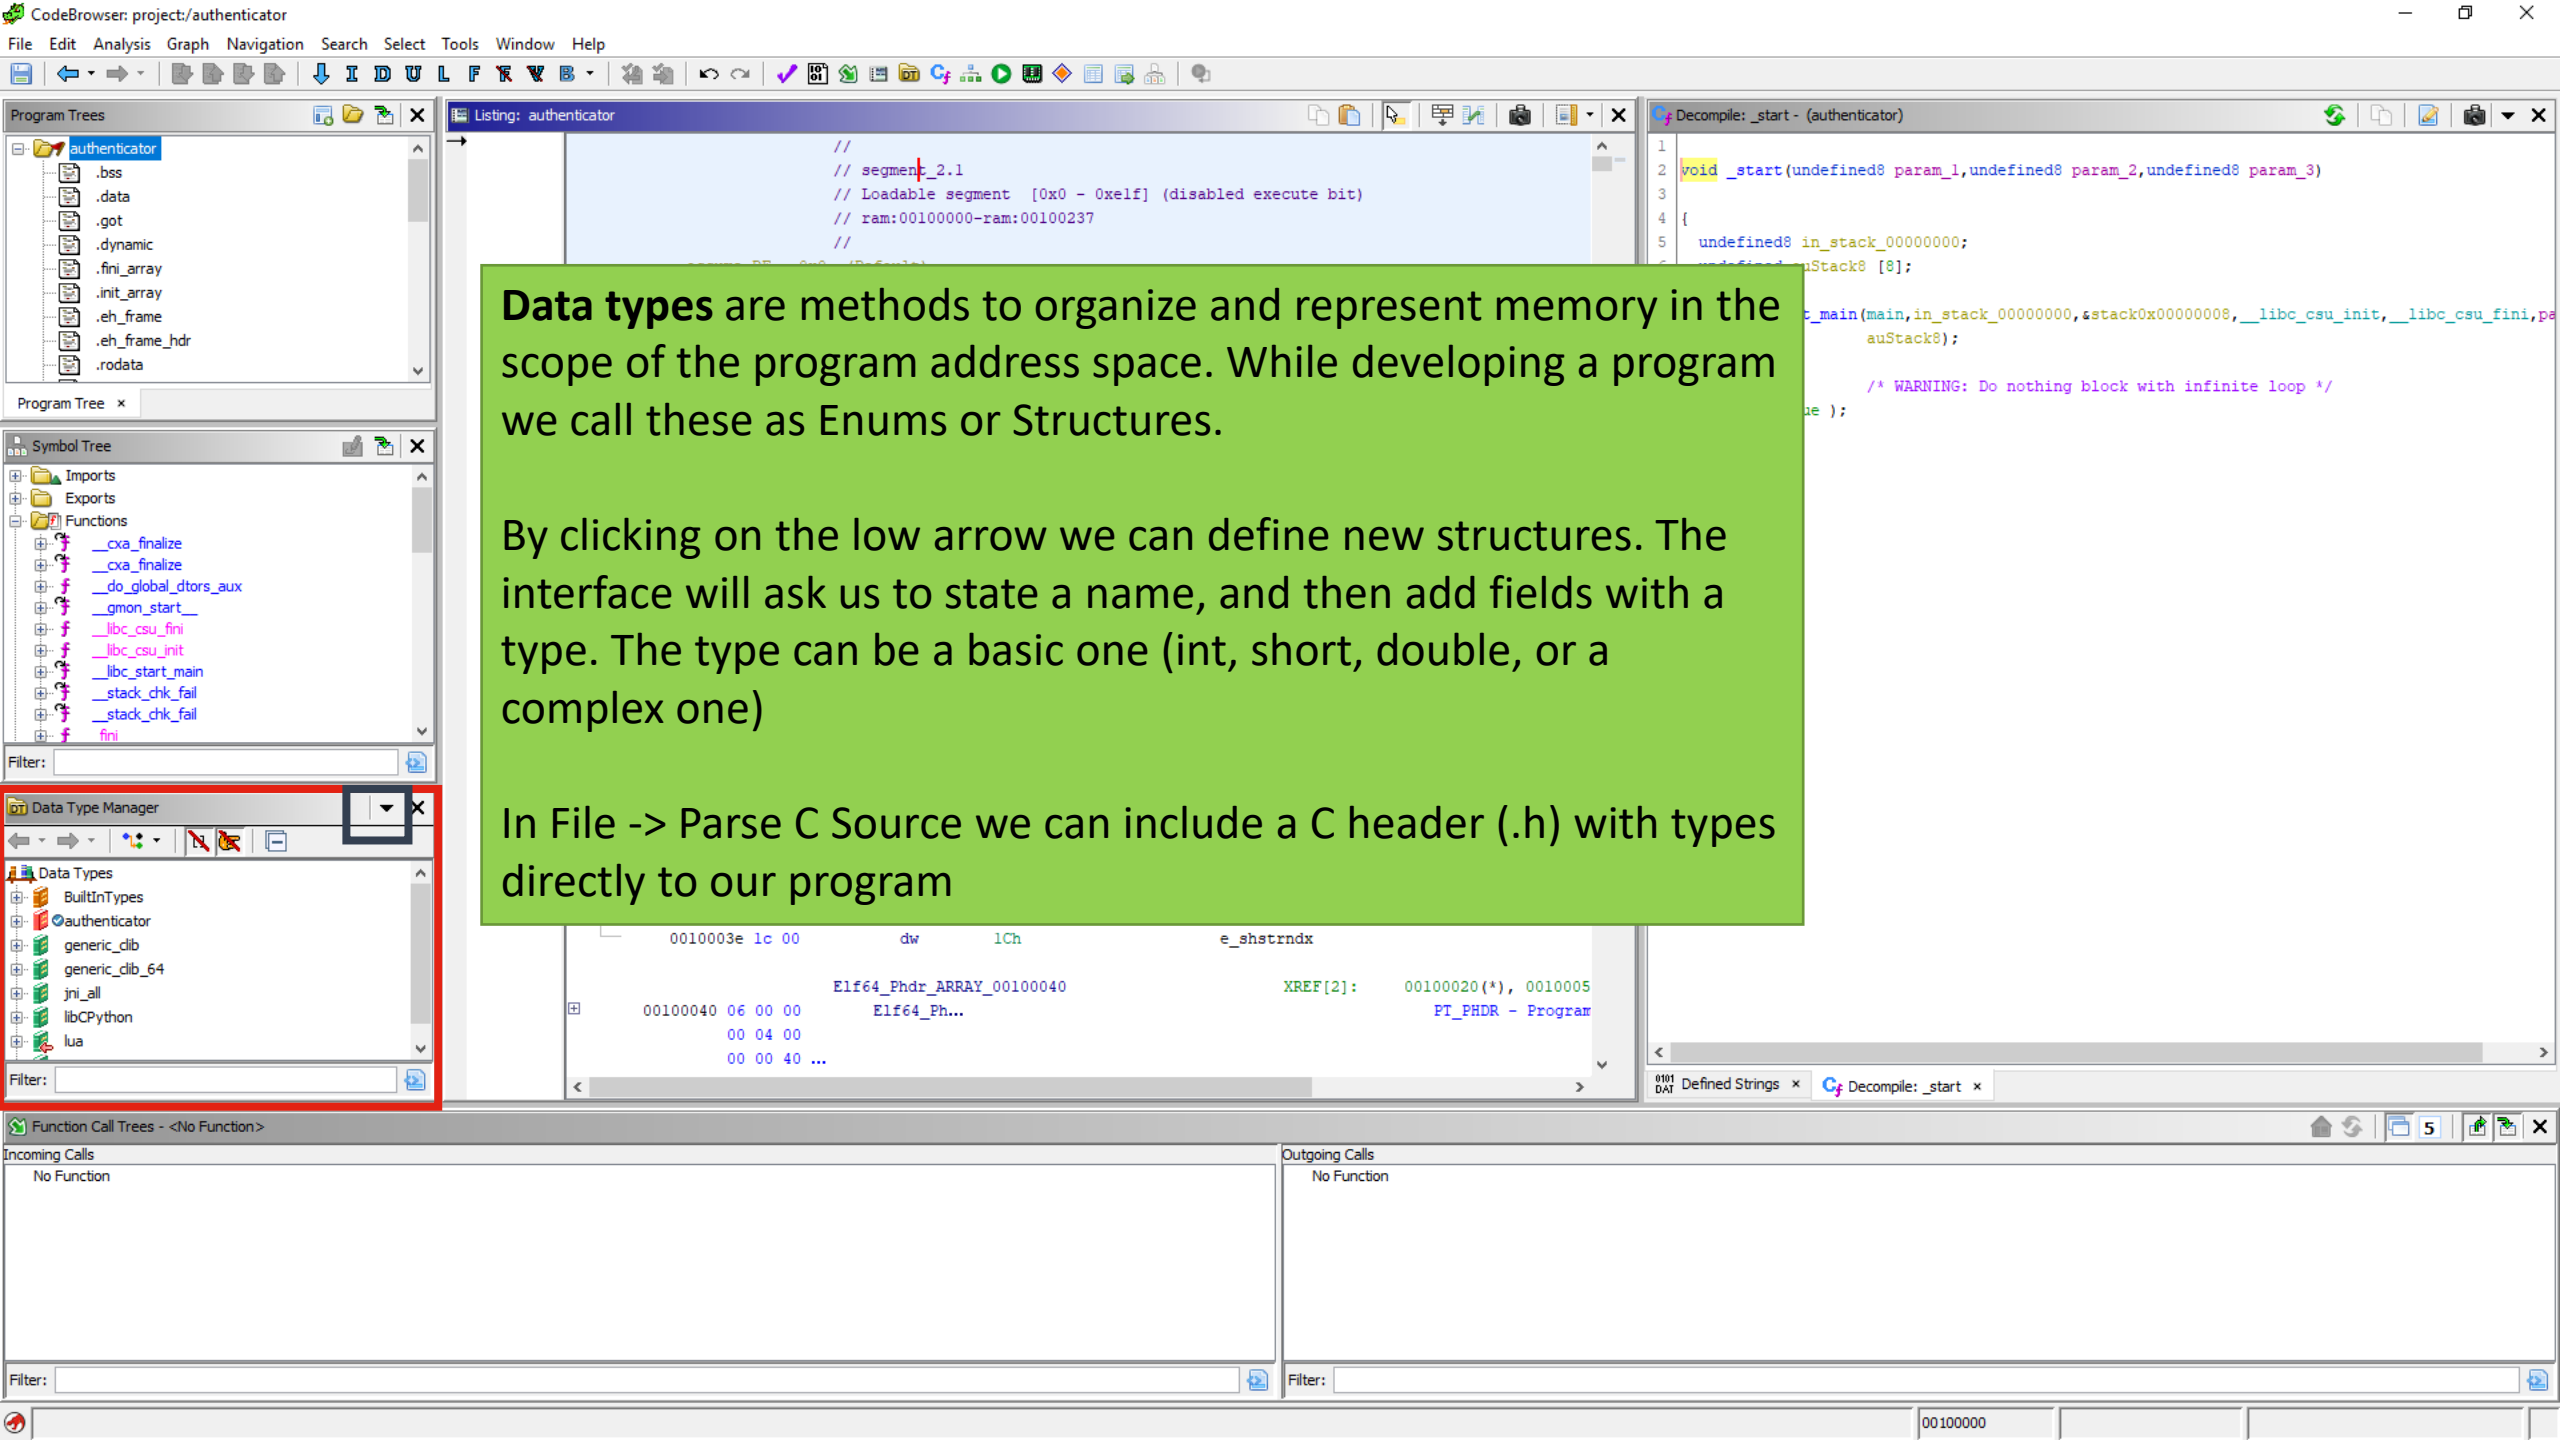 CodeBrowser: project:/authenticator
File Edit Analysis Graph Navigation Search Select Tools Window Help
I D U L F V B
Program Trees
authenticator
.bss
.data
.got
.dynamic
.fini_array
.init_array
.eh_frame
.eh_frame_hdr
.rodata
Program Tree
Symbol Tree
Imports
Exports
Functions
__cxa_finalize
__cxa_finalize
__do_global_dtors_aux
__gmon_start__
__libc_csu_fini
__libc_csu_init
__libc_start_main
__stack_chk_fail
__stack_chk_fail
fini
Filter:
Data Type Manager
Data Types
BuiltInTypes
authenticator
generic_clib
generic_clib_64
jni_all
libCPython
lua
Filter:
Listing: authenticator
//
// segment_2.1
// Loadable segment [0x0 - 0xe1f] (disabled execute bit)
// ram:00100000-ram:00100237
//
Data types are methods to organize and represent memory in the
scope of the program address space. While developing a program
we call these as Enums or Structures.
By clicking on the low arrow we can define new structures. The
interface will ask us to state a name, and then add fields with a
type. The type can be a basic one (int, short, double, or a
complex one)
In File -> Parse C Source we can include a C header (.h) with types
directly to our program
0010003e 1c 00 dw 1Ch e_shstrndx
Elf64_Phdr_ARRAY_00100040 XREF[2]: 00100020(*), 0010005
00100040 06 00 00 Elf64_Ph... PT_PHDR - Program
00 04 00
00 00 40 ...
Decompile: _start - (authenticator)
1
2 void _start(undefined8 param_1,undefined8 param_2,undefined8 param_3)
3
4 {
5 undefined8 in_stack_00000000;
auStack8 [8];
t_main(main,in_stack_00000000,&stack0x00000008,__libc_csu_init,__libc_csu_fini,pa
auStack8);
/* WARNING: Do nothing block with infinite loop */
ue );
Defined Strings
Decompile: _start
Function Call Trees - <No Function>
5
Incoming Calls
No Function
Filter:
Outgoing Calls
No Function
Filter:
00100000